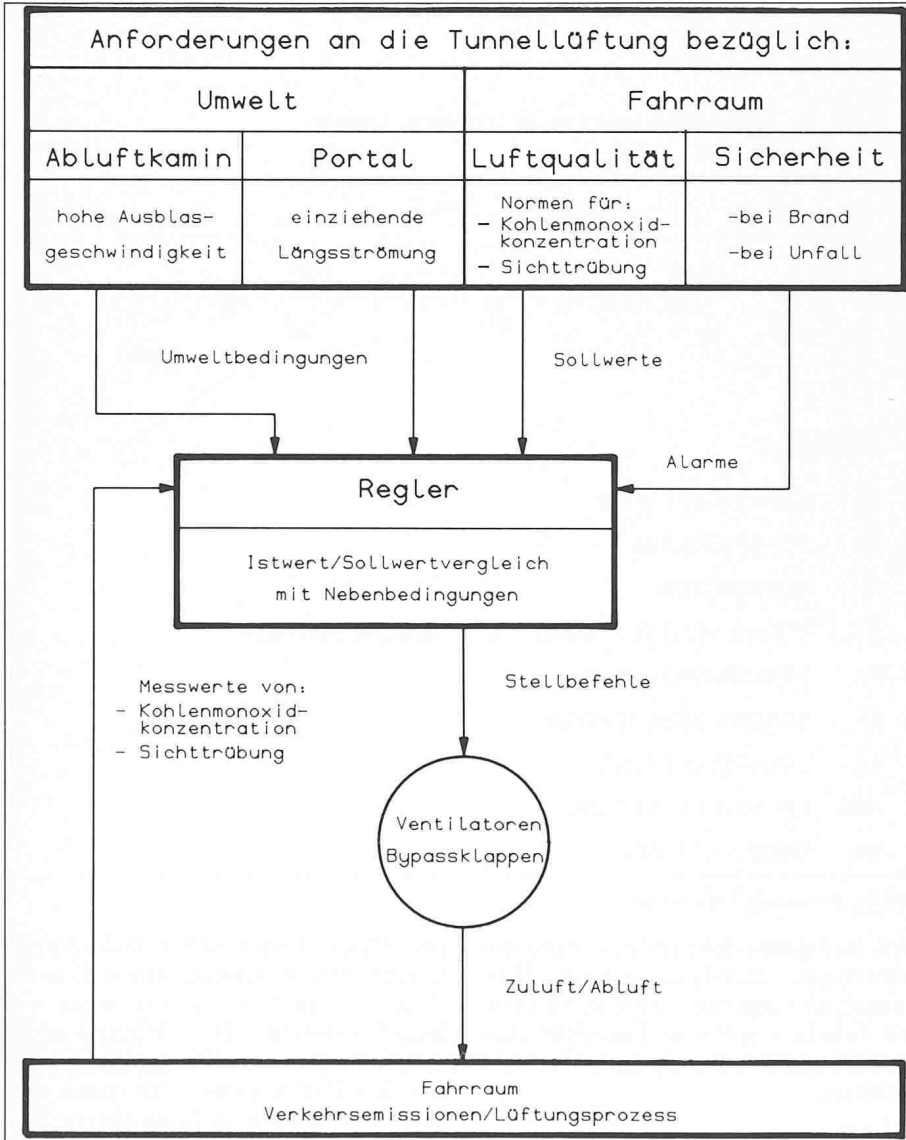 Anforderungen an die Tunnellüftung bezüglich:
Umwelt
Fahrraum
Abluftkamin
Portal
Luftqualität
Sicherheit
hohe Ausblas-
geschwindigkeit
einziehende
Längsströmung
Normen für:
- Kohlenmonoxid-
konzentration
- Sichttrübung
-bei Brand
-bei Unfall
Umweltbedingungen
Sollwerte
Alarme
Regler
Istwert/Sollwertvergleich
mit Nebenbedingungen
Messwerte von:
- Kohlenmonoxid-
konzentration
- Sichttrübung
Stellbefehle
Ventilatoren
Bypassklappen
Zuluft/Abluft
Fahrraum
Verkehrsemissionen/Lüftungsprozess